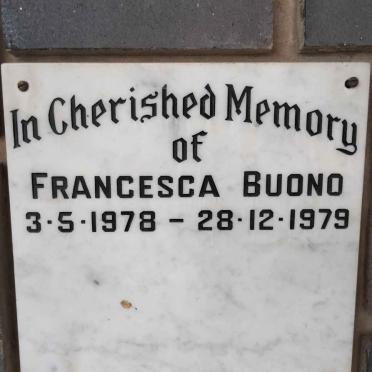 In Cherished Memory
of
FRANCESCA BUONO
3·5·1978 – 28·12·1979